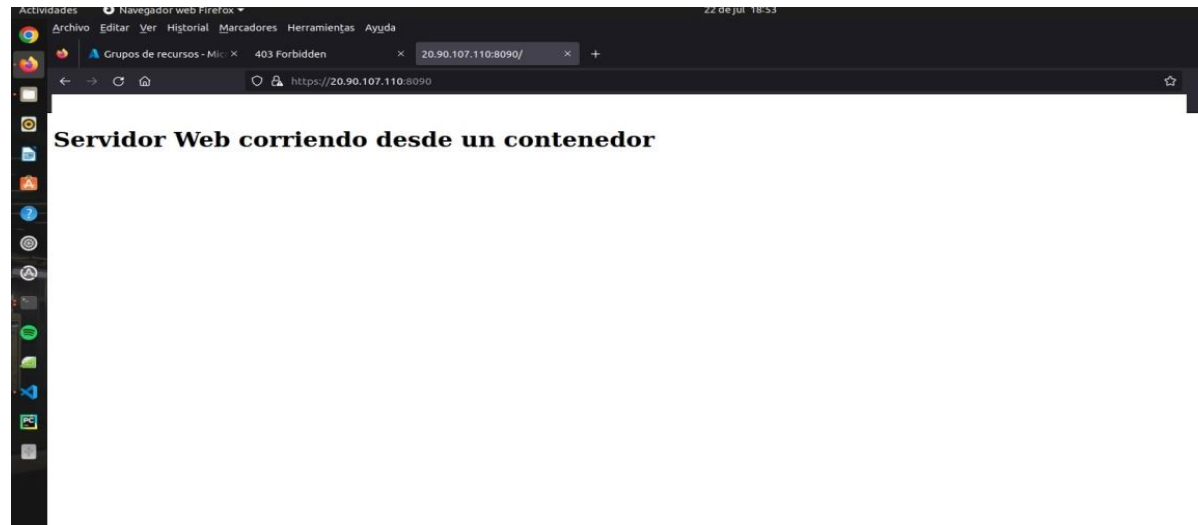 Actividades Navegador web Firefox 22 de jul 18:53
Archivo Editar Ver Historial Marcadores Herramientas Ayuda
Grupos de recursos - Mic 403 Forbidden 20.90.107.110:8090/
https://20.90.107.110:8090
Servidor Web corriendo desde un contenedor